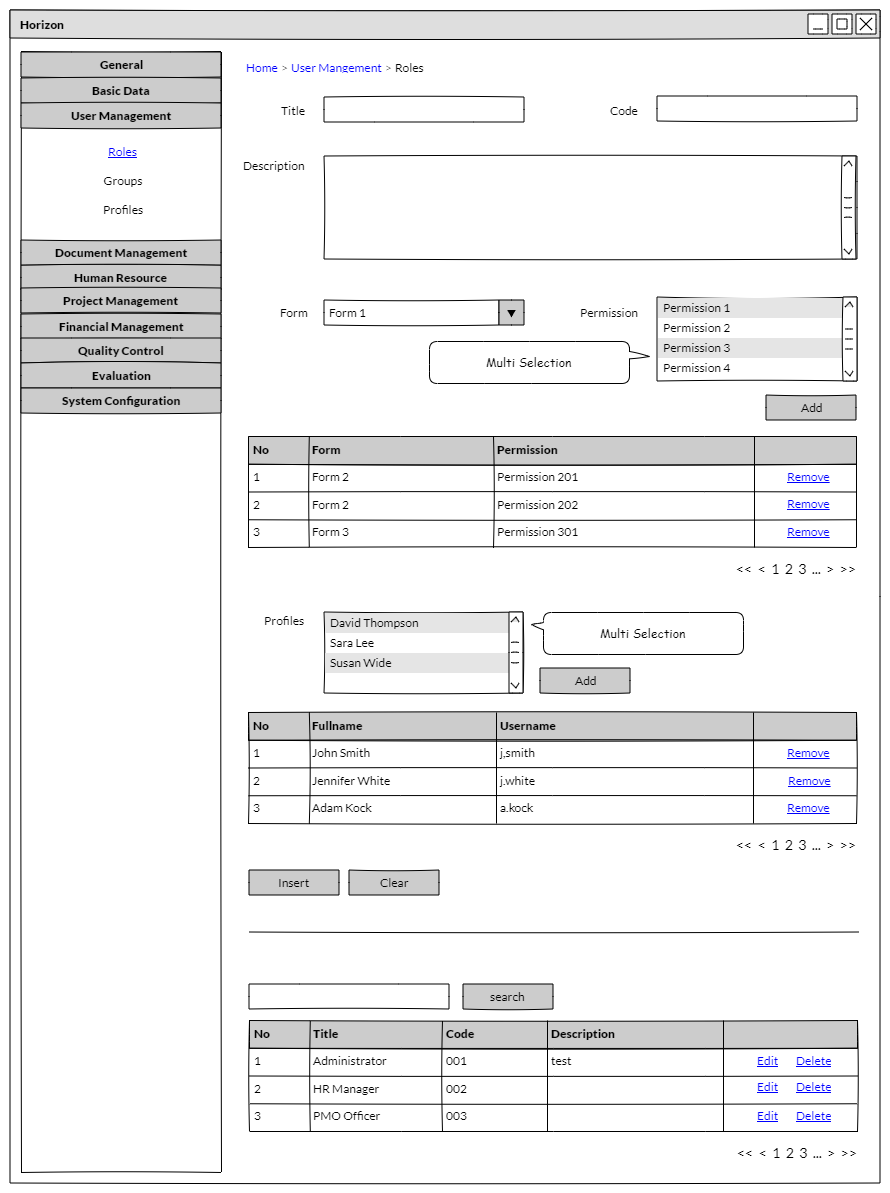 Horizon
General
Basic Data
User Management
Roles
Groups
Profiles
Document Management
Human Resource
Project Management
Financial Management
Quality Control
Evaluation
System Configuration
Home > User Mangement > Roles
Title Code
Description
Form Form 1 ▼ Permission
Permission 1
Permission 2
Permission 3
Permission 4
Multi Selection
Add
No Form Permission
1 Form 2 Permission 201 Remove
2 Form 2 Permission 202 Remove
3 Form 3 Permission 301 Remove
<< < 1 2 3 ... > >>
Profiles
David Thompson
Sara Lee
Susan Wide
Multi Selection
Add
No Fullname Username
1 John Smith j,smith Remove
2 Jennifer White j.white Remove
3 Adam Kock a.kock Remove
<< < 1 2 3 ... > >>
Insert Clear
search
No Title Code Description
1 Administrator 001 test Edit Delete
2 HR Manager 002 Edit Delete
3 PMO Officer 003 Edit Delete
<< < 1 2 3 ... > >>